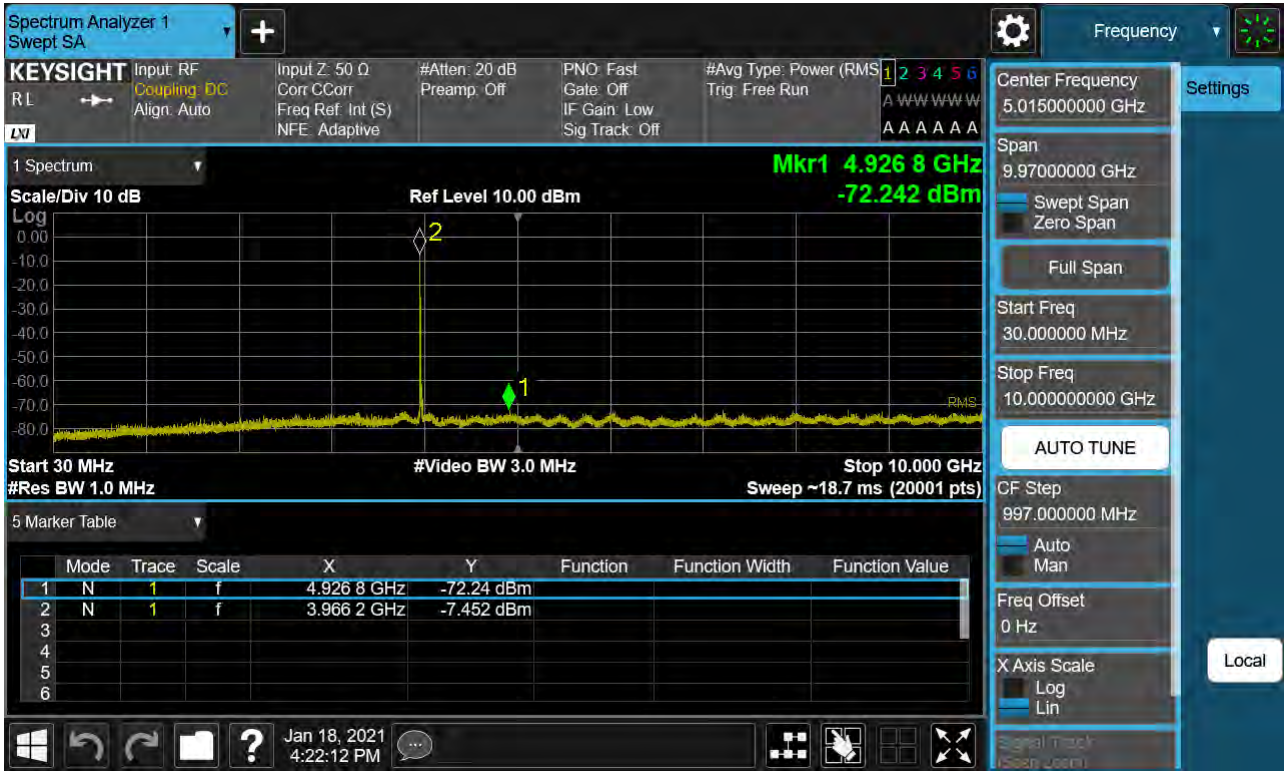 Spectrum Analyzer 1
Swept SA
+
Frequency
KEYSIGHT
RL
LXI
Input: RF
Coupling: DC
Align: Auto
Input Z: 50 Ω
Corr CCorr
Freq Ref: Int (S)
NFE: Adaptive
#Atten: 20 dB
Preamp: Off
PNO: Fast
Gate: Off
IF Gain: Low
Sig Track: Off
#Avg Type: Power (RMS
Trig: Free Run
1 2 3 4 5 6
A W W W W W
A A A A A A
1 Spectrum
Mkr1 4.926 8 GHz
Scale/Div 10 dB
Ref Level 10.00 dBm
-72.242 dBm
Log
0.00
-10.0
-20.0
-30.0
-40.0
-50.0
-60.0
-70.0
-80.0
2
1
RMS
Start 30 MHz
#Video BW 3.0 MHz
Stop 10.000 GHz
#Res BW 1.0 MHz
Sweep ~18.7 ms (20001 pts)
5 Marker Table
Mode Trace Scale X Y Function Function Width Function Value
1 N 1 f 4.926 8 GHz -72.24 dBm
2 N 1 f 3.966 2 GHz -7.452 dBm
3
4
5
6
?
Jan 18, 2021
4:22:12 PM
Center Frequency
5.015000000 GHz
Span
9.97000000 GHz
Swept Span
Zero Span
Full Span
Start Freq
30.000000 MHz
Stop Freq
10.000000000 GHz
AUTO TUNE
CF Step
997.000000 MHz
Auto
Man
Freq Offset
0 Hz
X Axis Scale
Log
Lin
Signal Track
(Span Zoom)
Settings
Local